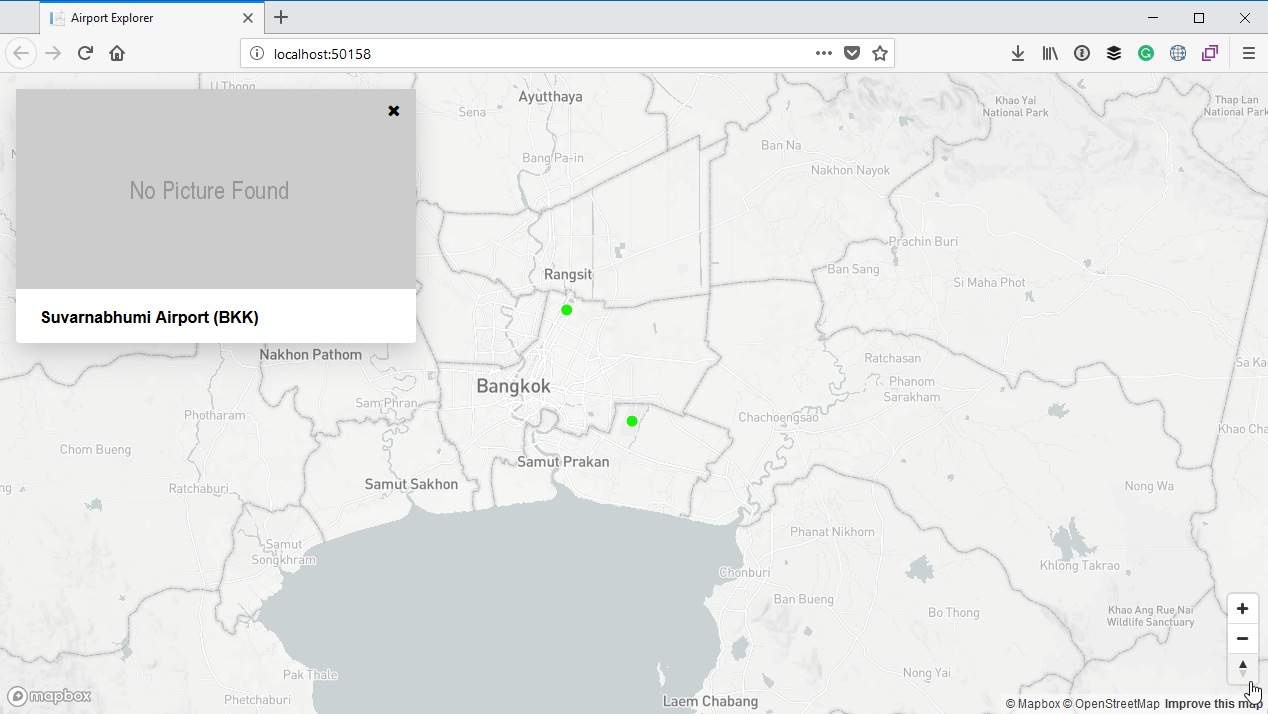 Airport Explorer
localhost:50158
U Thong
Ayutthaya
Sena
Khao Yai
National Park
Thap Lan
National Park
Bang Pa-in
Ban Na
Nakhon Nayok
No Picture Found
Prachin Buri
Rangsit
Ban Sang
Si Maha Phot
Suvarnabhumi Airport (BKK)
Nakhon Pathom
Ratchasan
Sa Kao
Bangkok
Phanom
Sarakham
Sam Phran
Photharam
Chachoengsao
Khao Cha
Chom Bueng
Samut Prakan
Samut Sakhon
Ratchaburi
ng
Nong Wa
Phanat Nikhom
Samut
Songkhram
Khlong Takrao
Chonburi
Ban Bueng
Bo Thong
Khao Ang Rue Nai
Wildlife Sanctuary
Pak Thale
Nong Yai
mapbox
Phetchaburi
Laem Chabang
© Mapbox © OpenStreetMap Improve this map